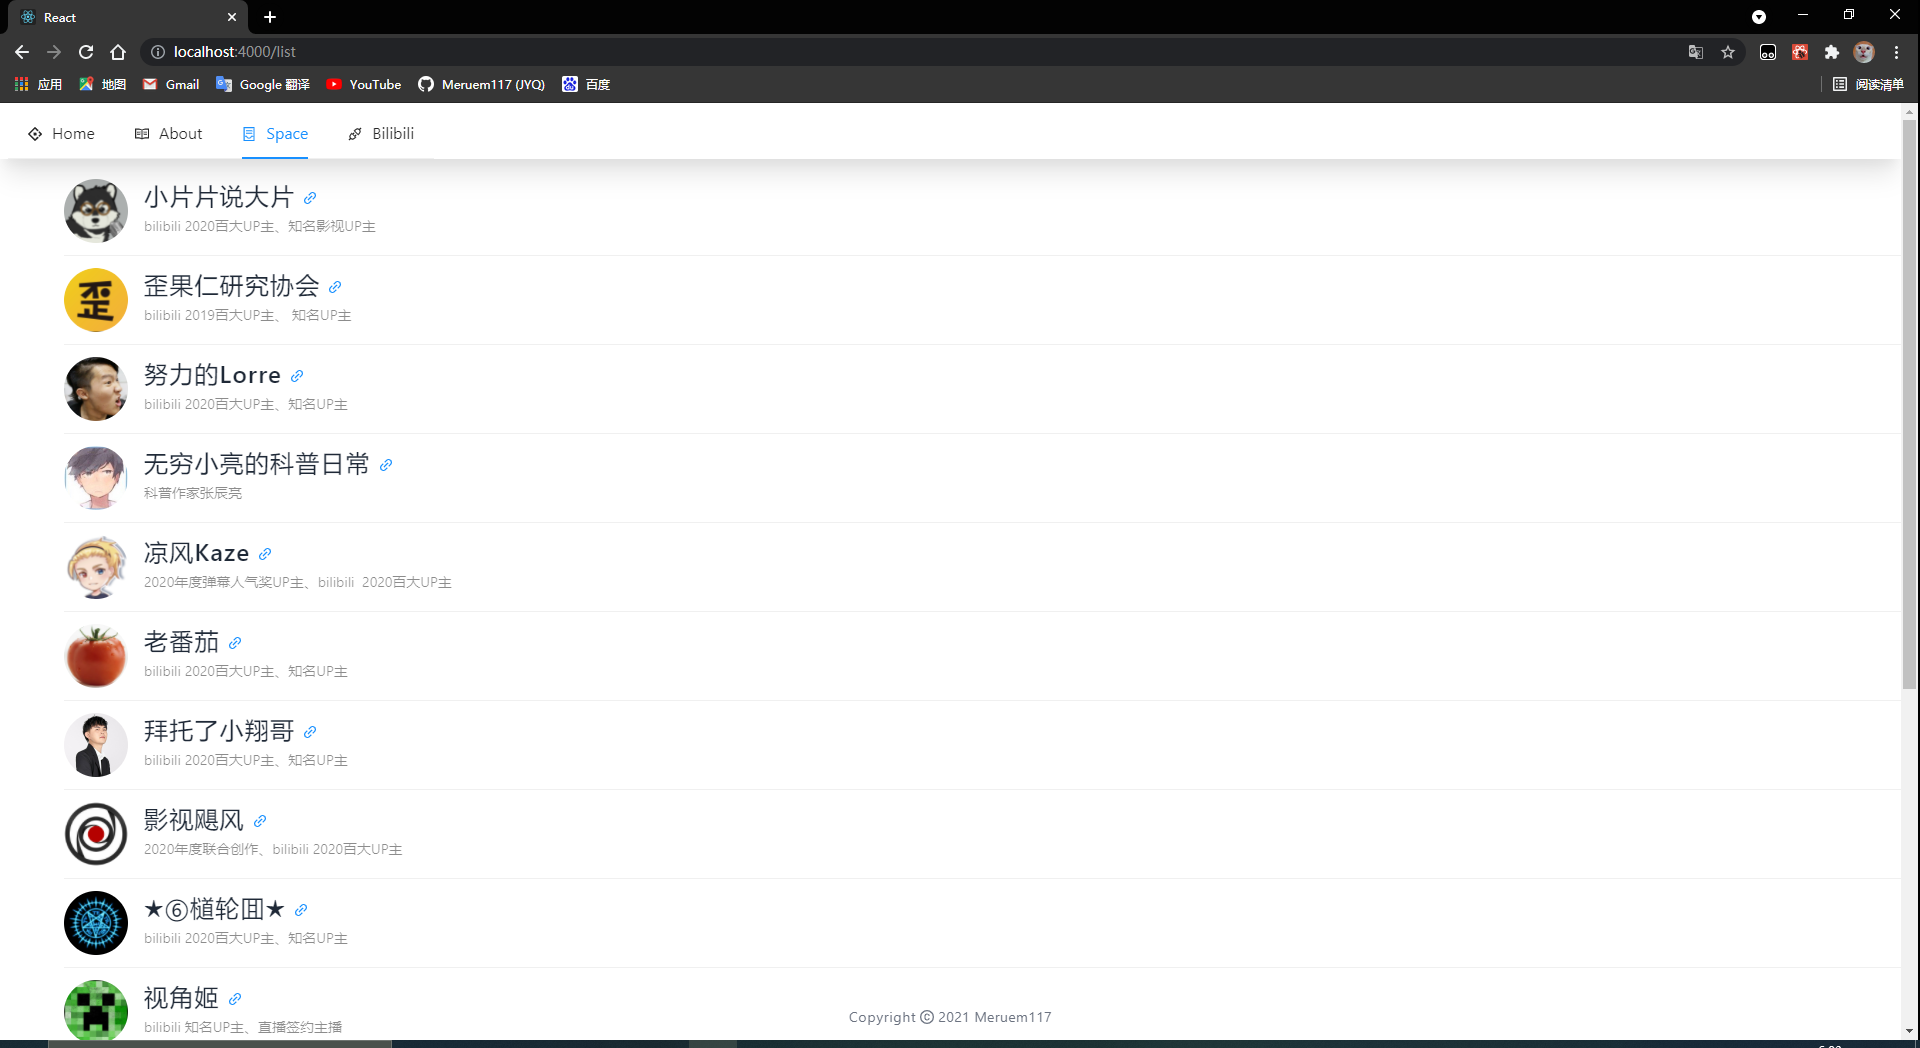 React
localhost:4000/list
应用 地图 Gmail Google 翻译 YouTube Meruem117 (JYQ) 百度 阅读清单
Home About Space Bilibili
小片片说大片
bilibili 2020百大UP主、知名影视UP主
歪
歪果仁研究协会
bilibili 2019百大UP主、 知名UP主
努力的Lorre
bilibili 2020百大UP主、知名UP主
无穷小亮的科普日常
科普作家张辰亮
凉风Kaze
2020年度弹幕人气奖UP主、bilibili 2020百大UP主
老番茄
bilibili 2020百大UP主、知名UP主
拜托了小翔哥
bilibili 2020百大UP主、知名UP主
影视飓风
2020年度联合创作、bilibili 2020百大UP主
★⑥檤轮囬★
bilibili 2020百大UP主、知名UP主
视角姬
bilibili 知名UP主、直播签约主播
Copyright © 2021 Meruem117